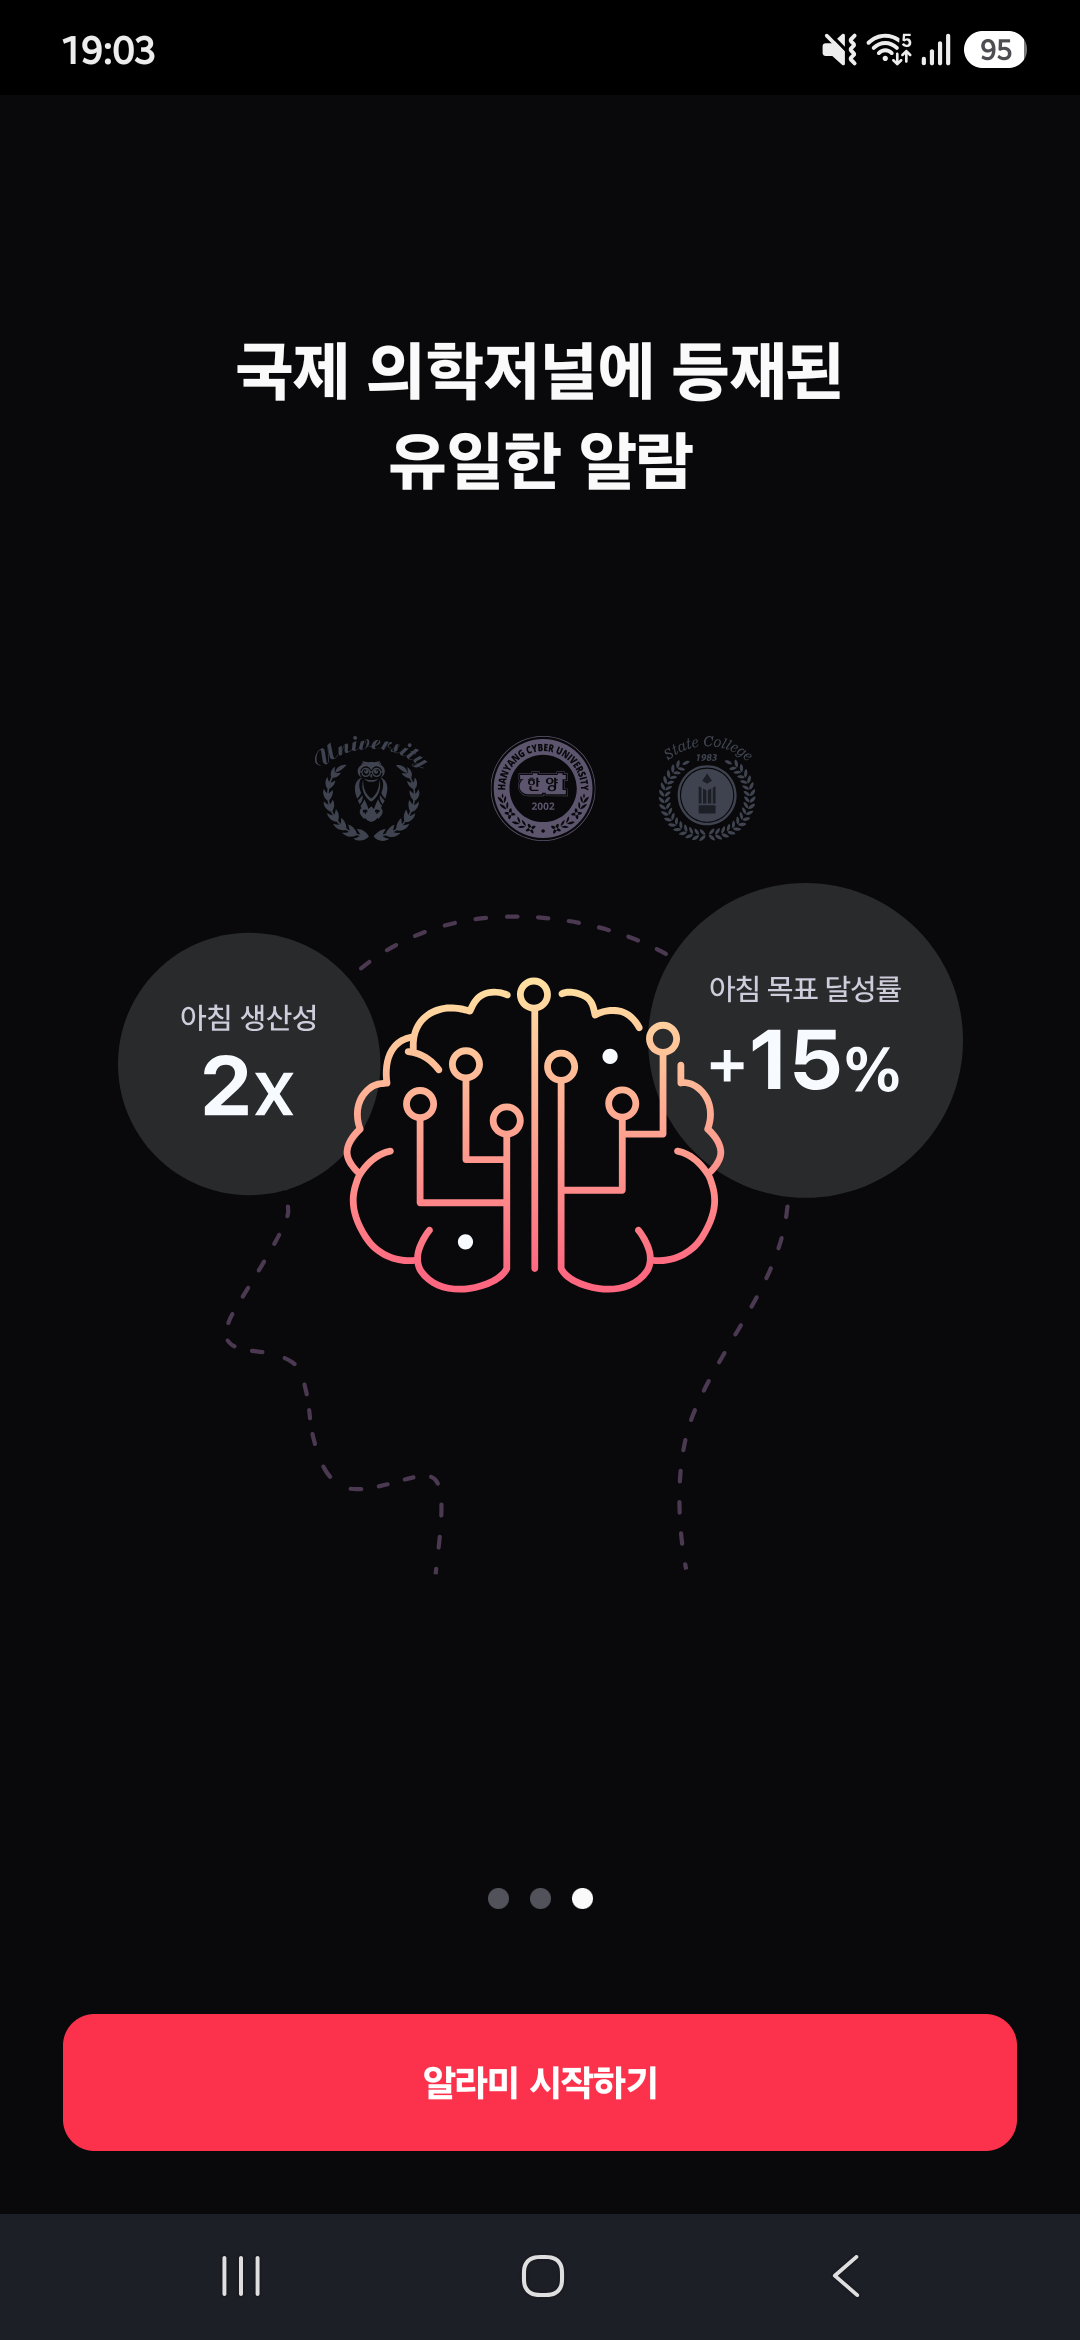 19:03
5
95
국제 의학저널에 등재된
유일한 알람
University
HANYANG CYBER UNIVERSITY
한양
2002
State College
1983
아침 생산성
2x
아침 목표 달성률
+15%
알라미 시작하기